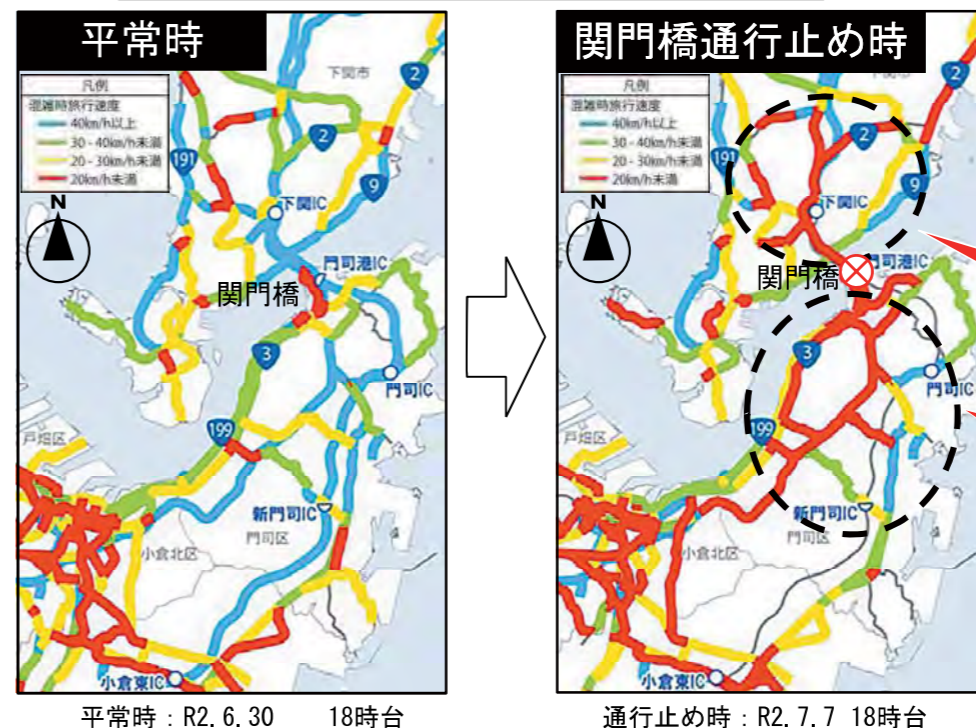 平常時
凡例
混雑時旅行速度
40km/h以上
30-40km/h未満
20-30km/h未満
20km/h未満
N
下関市
2
2
191
9
下関IC
門司港IC
関門橋
3
門司IC
199
戸畑区
新門司IC
門司区
小倉北区
小倉東IC
平常時：R2.6.30　18時台
関門橋通行止め時
凡例
混雑時旅行速度
40km/h以上
30-40km/h未満
20-30km/h未満
20km/h未満
N
下関市
2
2
191
9
下関IC
門司港IC
関門橋
3
門司IC
199
戸畑区
新門司IC
門司区
小倉北区
小倉東IC
通行止め時：R2.7.7 18時台